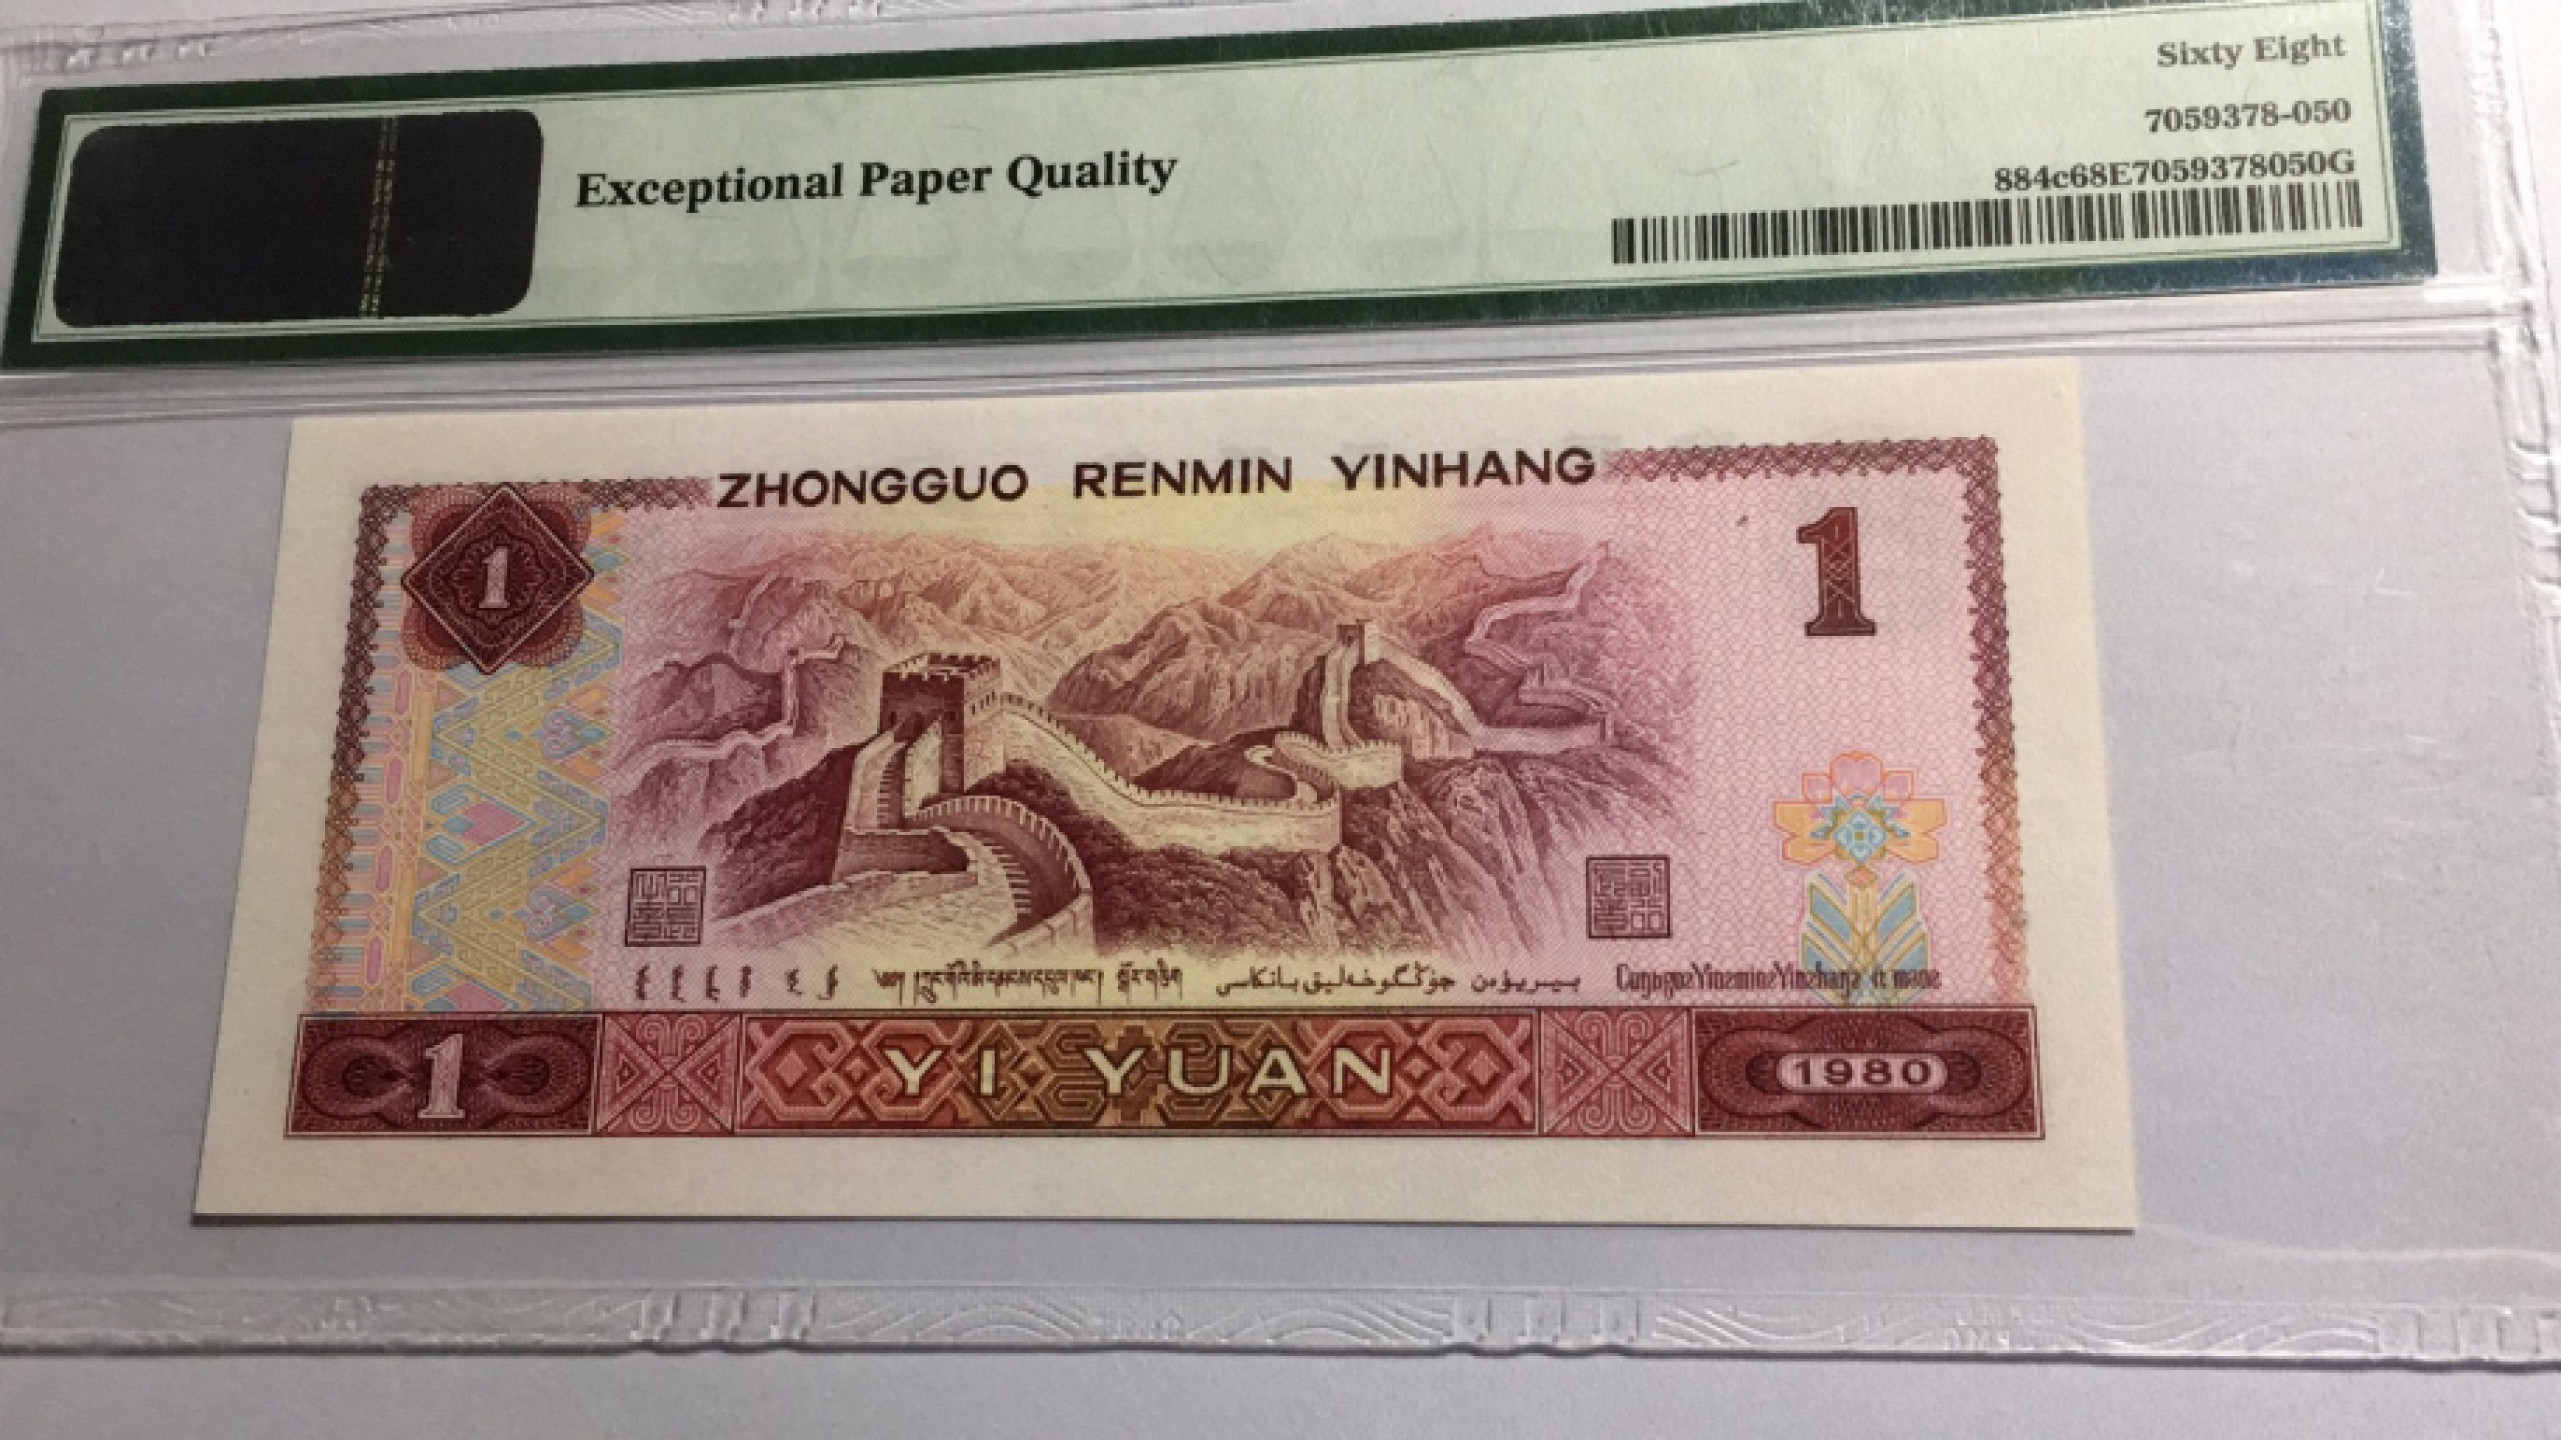 Sixty Eight
7059378-050
Exceptional Paper Quality
884c68E7059378050G
ZHONGGUO RENMIN YINHANG
1
1
1
YI YUAN
1980